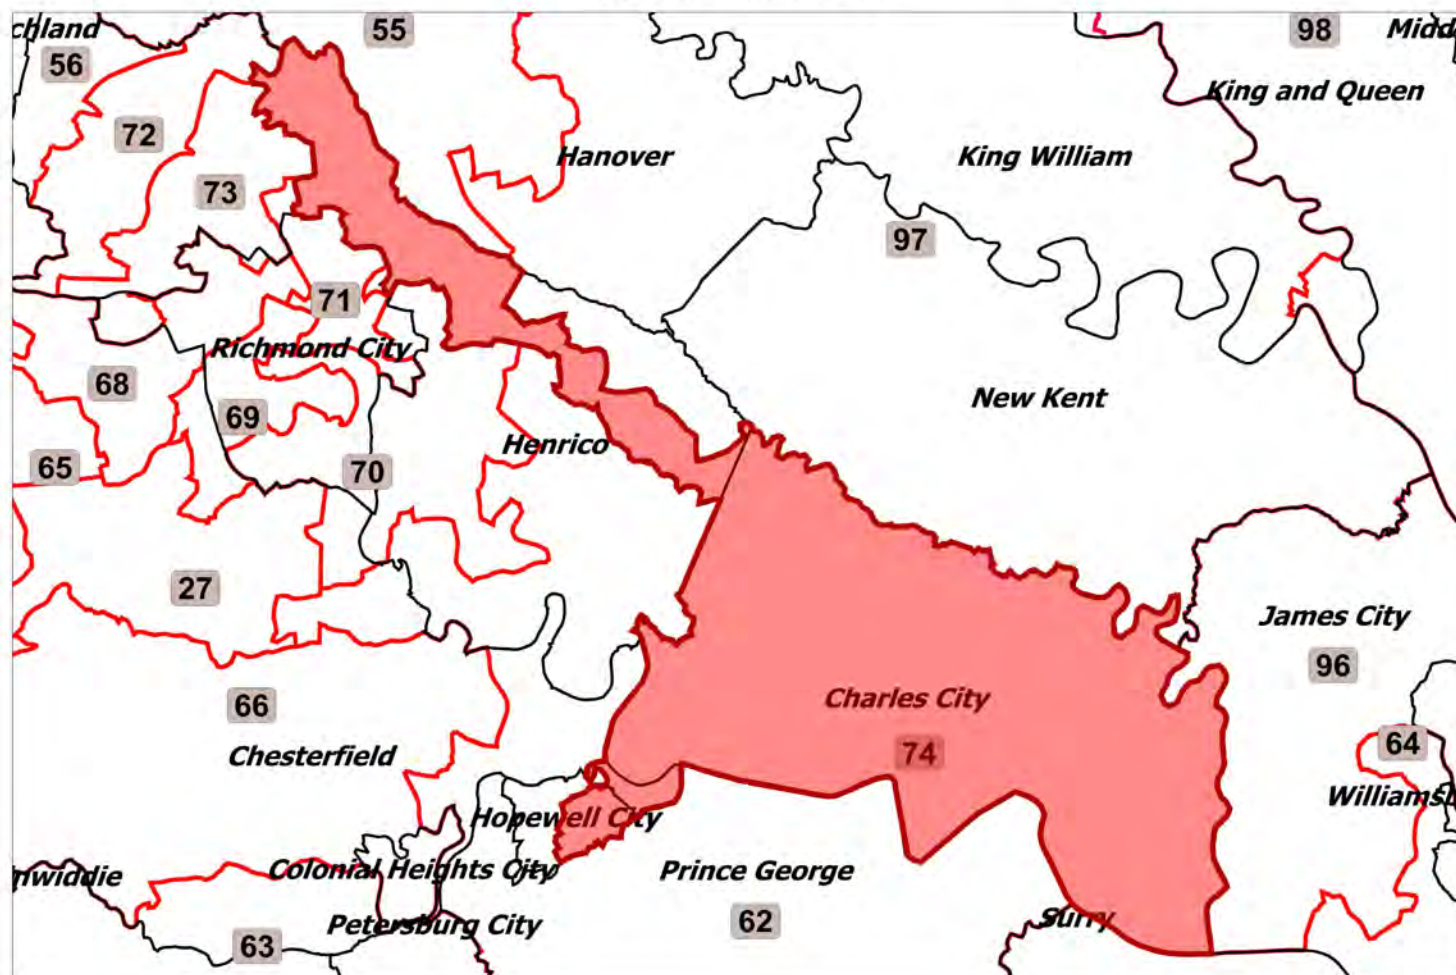 chland
55
98
Midd
56
King and Queen
72
Hanover
King William
73
97
71
Richmond City
68
New Kent
69
Henrico
65
70
27
James City
96
66
Charles City
Chesterfield
74
64
Williamsb
Hopewell City
Colonial Heights City
Prince George
nwiddie
Petersburg City
62
Surry
63